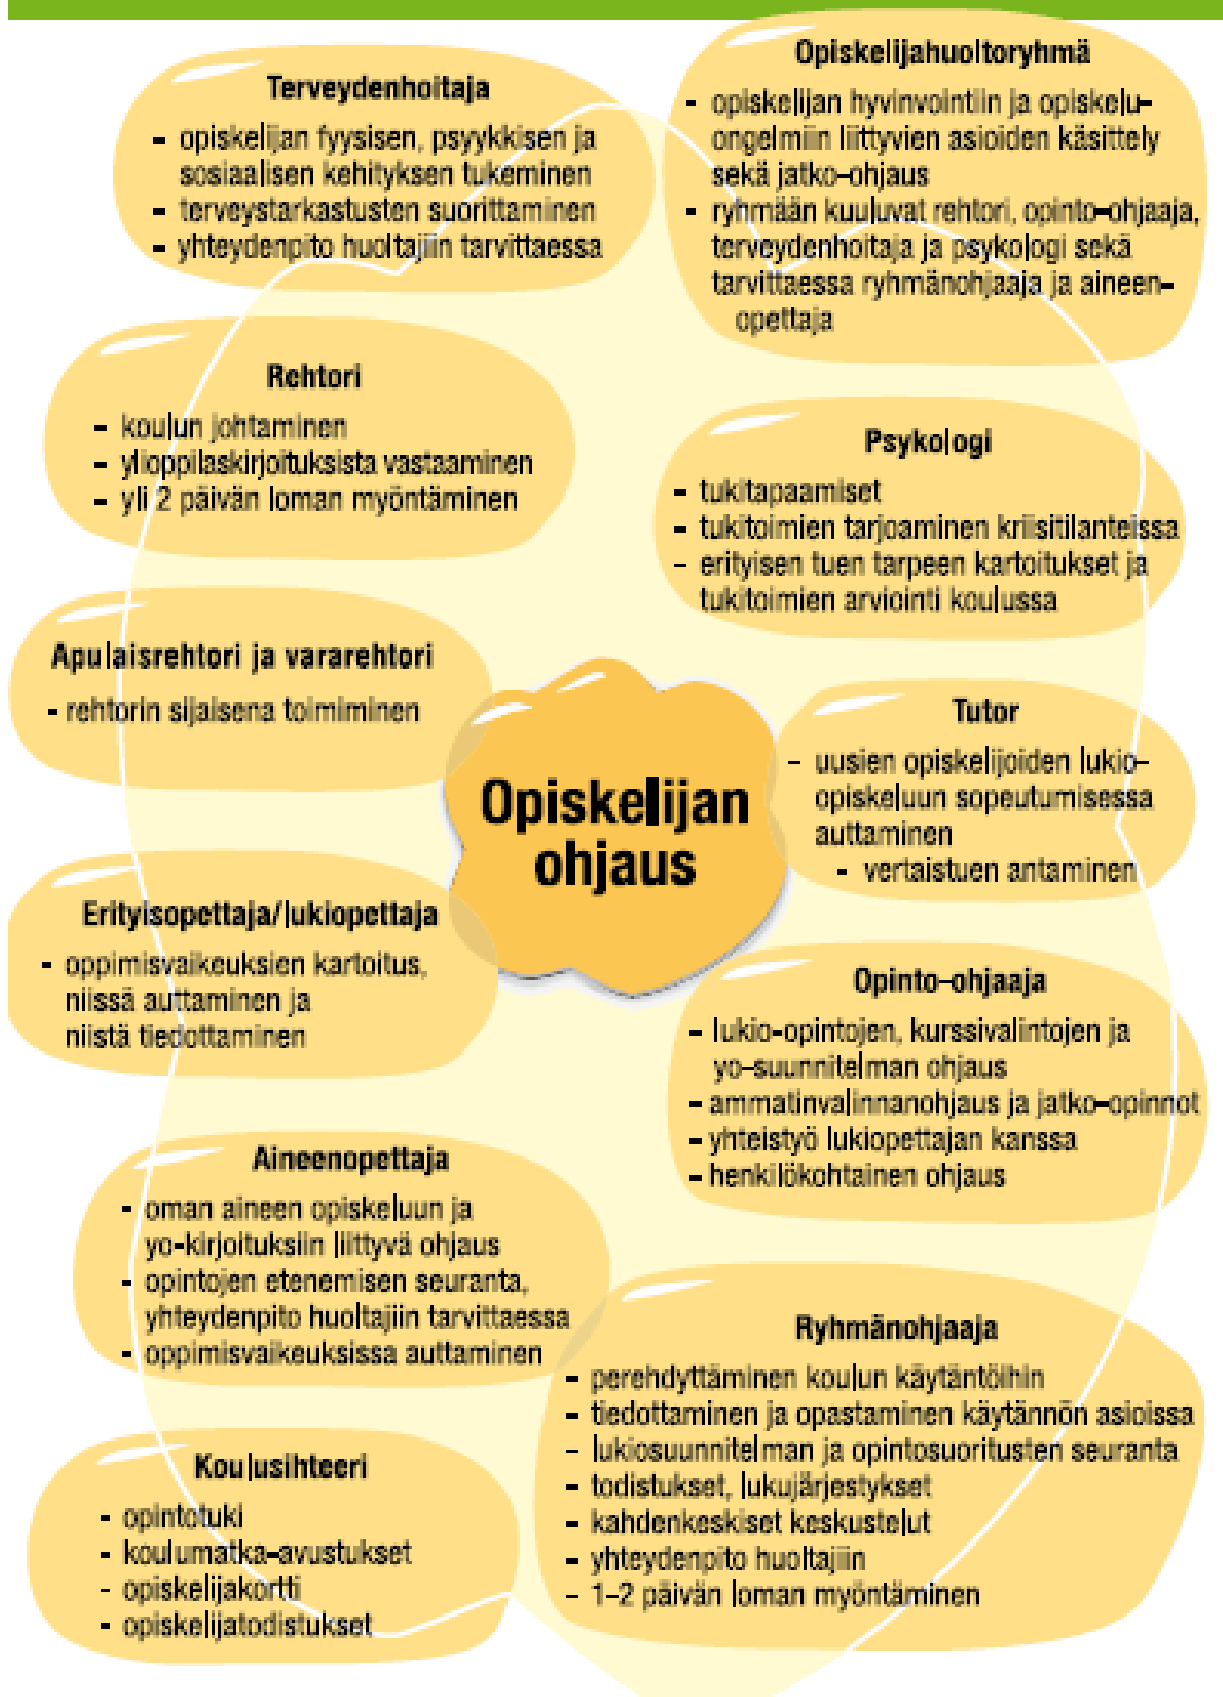 Terveydenhoitaja
- opiskelijan fyysisen, psyykkisen ja
sosiaalisen kehityksen tukeminen
- terveystarkastusten suorittaminen
- yhteydenpito huoltajiin tarvittaessa
Opiskelijahuoltoryhmä
- opiskelijan hyvinvointiin ja opiskelu-
ongelmiin liittyvien asioiden käsittely
sekä jatko-ohjaus
- ryhmään kuuluvat rehtori, opinto-ohjaaja,
terveydenhoitaja ja psykologi sekä
tarvittaessa ryhmänohjaaja ja aineen-
opettaja
Rehtori
- koulun johtaminen
- ylioppilaskirjoituksista vastaaminen
- yli 2 päivän loman myöntäminen
Psykologi
- tukitapaamiset
- tukitoimien tarjoaminen kriisitilanteissa
- erityisen tuen tarpeen kartoitukset ja
tukitoimien arviointi koulussa
Apulaisrehtori ja vararehtori
- rehtorin sijaisena toimiminen
Opiskelijan
ohjaus
Tutor
- uusien opiskelijoiden lukio-
opiskeluun sopeutumisessa
auttaminen
- vertaistuen antaminen
Erityisopettaja/lukiopettaja
- oppimisvaikeuksien kartoitus,
niissä auttaminen ja
niistä tiedottaminen
Opinto-ohjaaja
- lukio-opintojen, kurssivalintojen ja
yo-suunnitelman ohjaus
- ammatinvalinnanohjaus ja jatko-opinnot
- yhteistyö lukiopettajan kanssa
- henkilökohtainen ohjaus
Aineenopettaja
- oman aineen opiskeluun ja
yo-kirjoituksiin liittyvä ohjaus
- opintojen etenemisen seuranta,
yhteydenpito huoltajiin tarvittaessa
- oppimisvaikeuksissa auttaminen
Ryhmänohjaaja
- perehdyttäminen koulun käytäntöihin
- tiedottaminen ja opastaminen käytännön asioissa
- lukiosuunnitelman ja opintosuoritusten seuranta
- todistukset, lukujärjestykset
- kahdenkeskiset keskustelut
- yhteydenpito huoltajiin
- 1-2 päivän loman myöntäminen
Koulusihteeri
- opintotuki
- koulumatka-avustukset
- opiskelijakortti
- opiskelijatodistukset